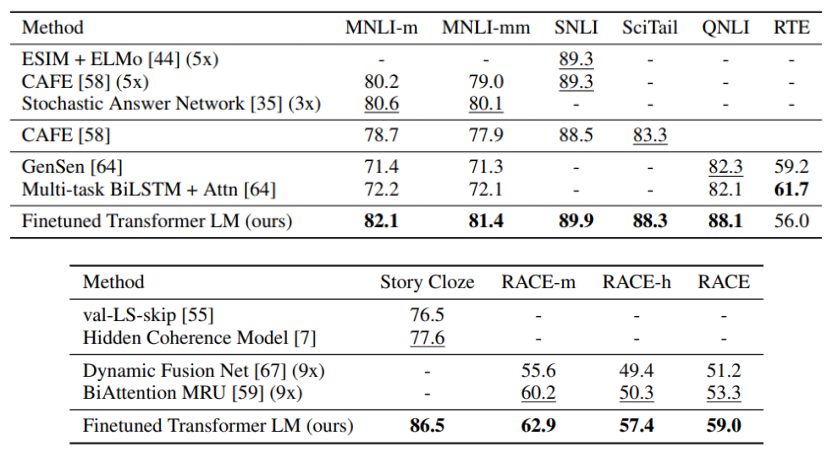 Method MNLI-m MNLI-mm SNLI SciTail QNLI RTE
ESIM + ELMo [44] (5x) - - 89.3 - - -
CAFE [58] (5x) 80.2 79.0 89.3 - - -
Stochastic Answer Network [35] (3x) 80.6 80.1 - - - -
CAFE [58] 78.7 77.9 88.5 83.3
GenSen [64] 71.4 71.3 - - 82.3 59.2
Multi-task BiLSTM + Attn [64] 72.2 72.1 - - 82.1 61.7
Finetuned Transformer LM (ours) 82.1 81.4 89.9 88.3 88.1 56.0
Method Story Cloze RACE-m RACE-h RACE
val-LS-skip [55] 76.5 - - -
Hidden Coherence Model [7] 77.6 - - -
Dynamic Fusion Net [67] (9x) - 55.6 49.4 51.2
BiAttention MRU [59] (9x) - 60.2 50.3 53.3
Finetuned Transformer LM (ours) 86.5 62.9 57.4 59.0